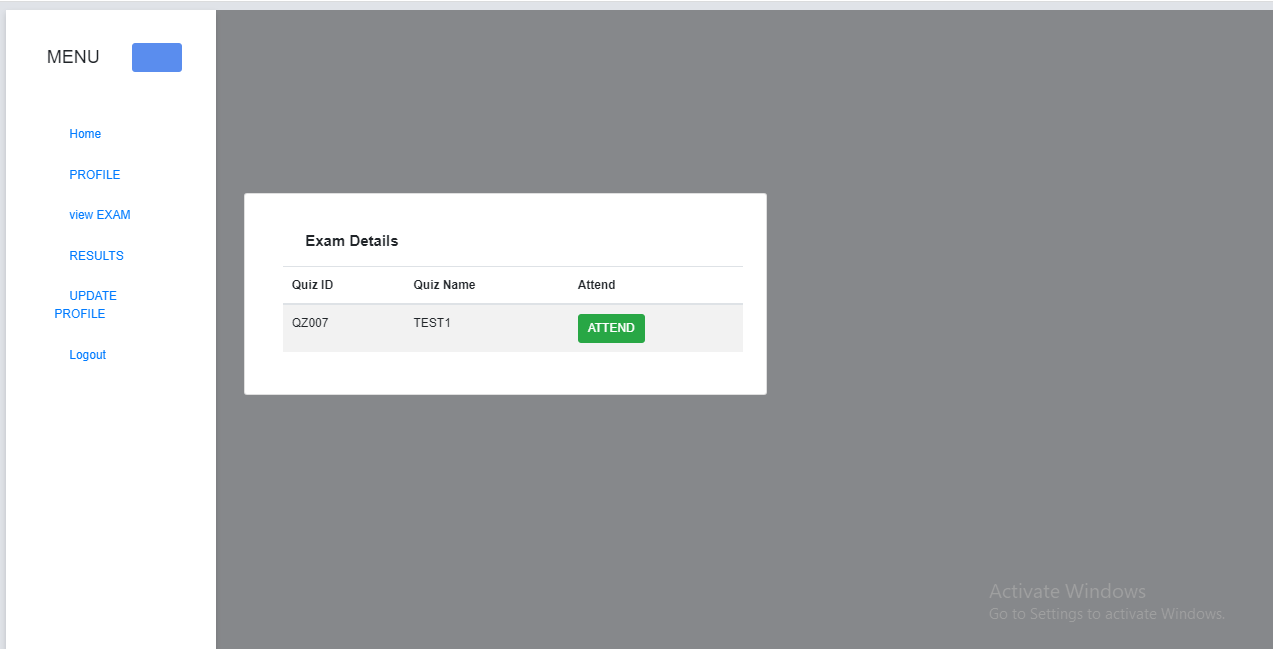 MENU
Home
PROFILE
view EXAM
RESULTS
UPDATE
PROFILE
Logout
Exam Details
Quiz ID Quiz Name Attend
QZ007 TEST1 ATTEND
Activate Windows
Go to Settings to activate Windows.